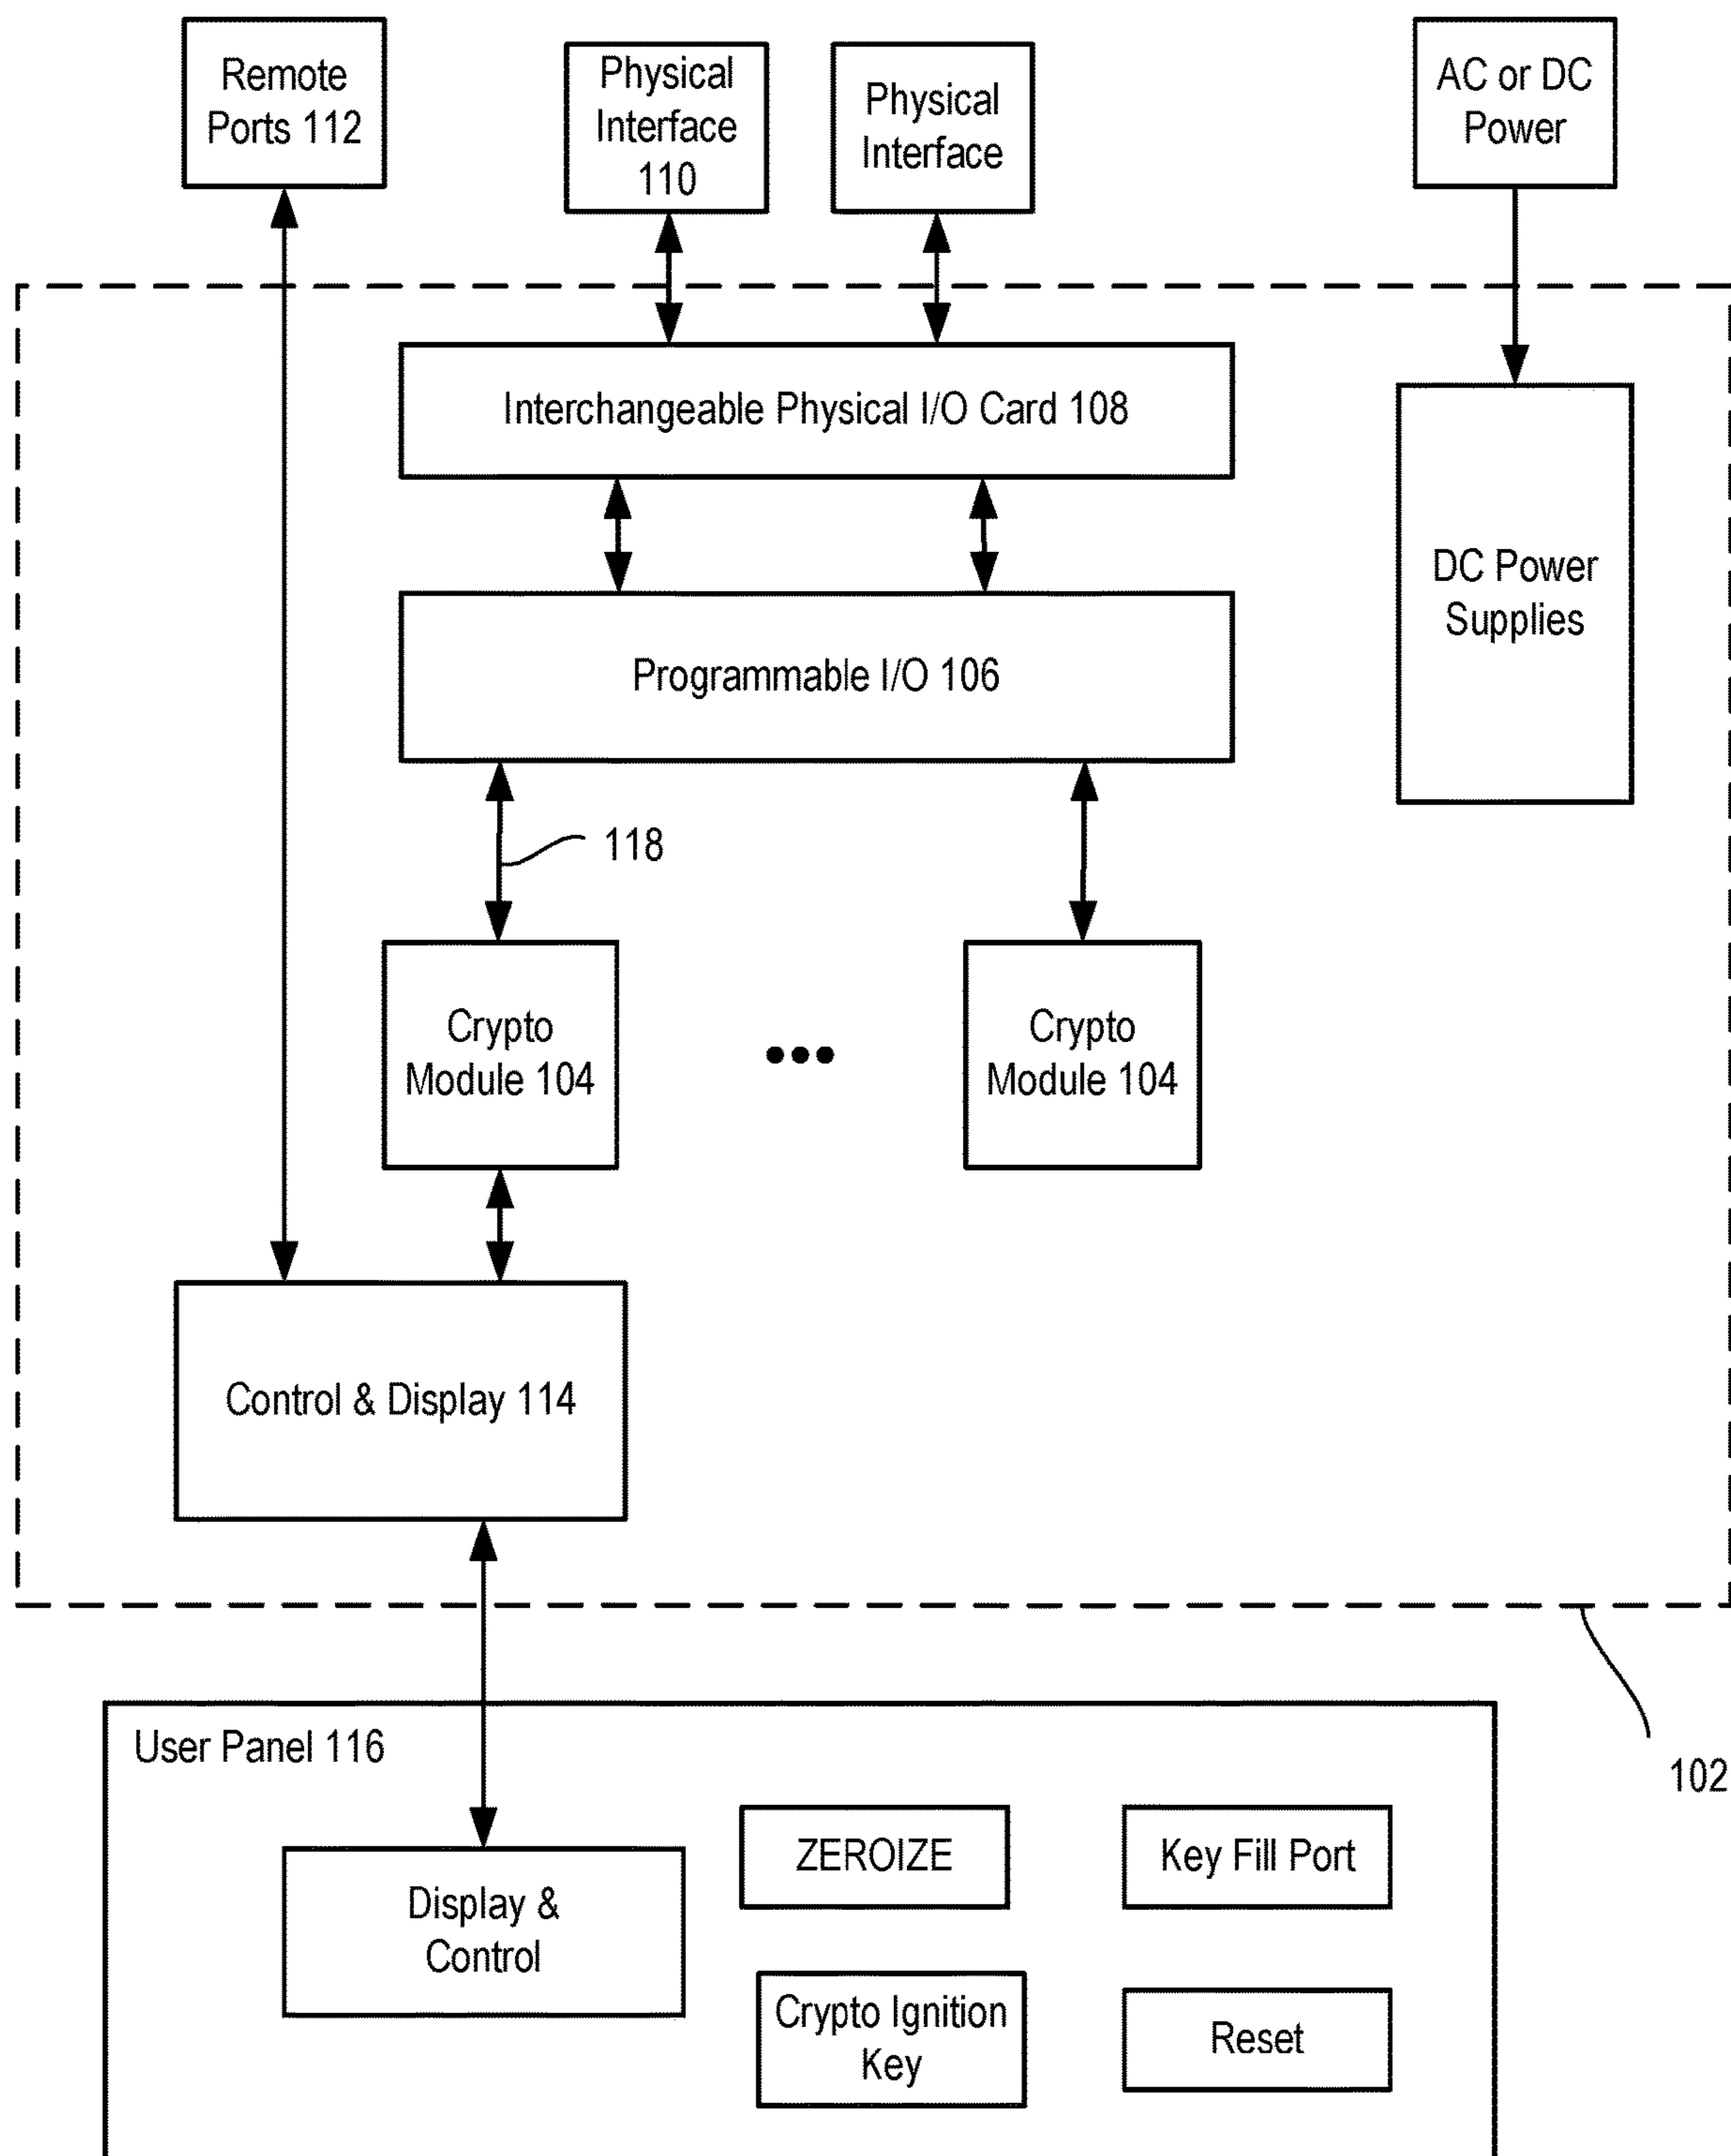 Remote
Ports 112
Physical
Interface
110
Physical
Interface
AC or DC
Power
Interchangeable Physical I/O Card 108
DC Power
Supplies
Programmable I/O 106
118
Crypto
Module 104
Crypto
Module 104
Control & Display 114
102
User Panel 116
ZEROIZE
Key Fill Port
Display &
Control
Crypto Ignition
Key
Reset